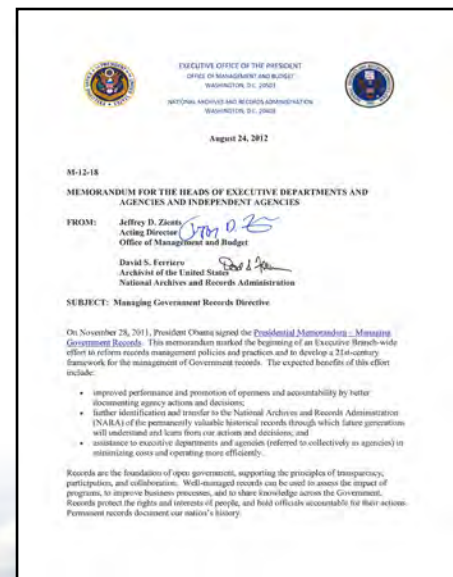 EXECUTIVE OFFICE OF THE PRESIDENT
OFFICE OF MANAGEMENT AND BUDGET
WASHINGTON, D.C. 20503
NATIONAL ARCHIVES AND RECORDS ADMINISTRATION
WASHINGTON, D.C. 20408
August 24, 2012
M-12-18
MEMORANDUM FOR THE HEADS OF EXECUTIVE DEPARTMENTS AND
AGENCIES AND INDEPENDENT AGENCIES
FROM: Jeffrey D. Zients
Acting Director
Office of Management and Budget
David S. Ferriero
Archivist of the United States
National Archives and Records Administration
SUBJECT: Managing Government Records Directive
On November 28, 2011, President Obama signed the Presidential Memorandum – Managing
Government Records. This memorandum marked the beginning of an Executive Branch-wide
effort to reform records management policies and practices and to develop a 21st-century
framework for the management of Government records. The expected benefits of this effort
include:
• improved performance and promotion of openness and accountability by better
documenting agency actions and decisions;
• further identification and transfer to the National Archives and Records Administration
(NARA) of the permanently valuable historical records through which future generations
will understand and learn from our actions and decisions; and
• assistance to executive departments and agencies (referred to collectively as agencies) in
minimizing costs and operating more efficiently.
Records are the foundation of open government, supporting the principles of transparency,
participation, and collaboration. Well-managed records can be used to assess the impact of
programs, to improve business processes, and to share knowledge across the Government.
Records protect the rights and interests of people, and hold officials accountable for their actions.
Permanent records document our nation's history.